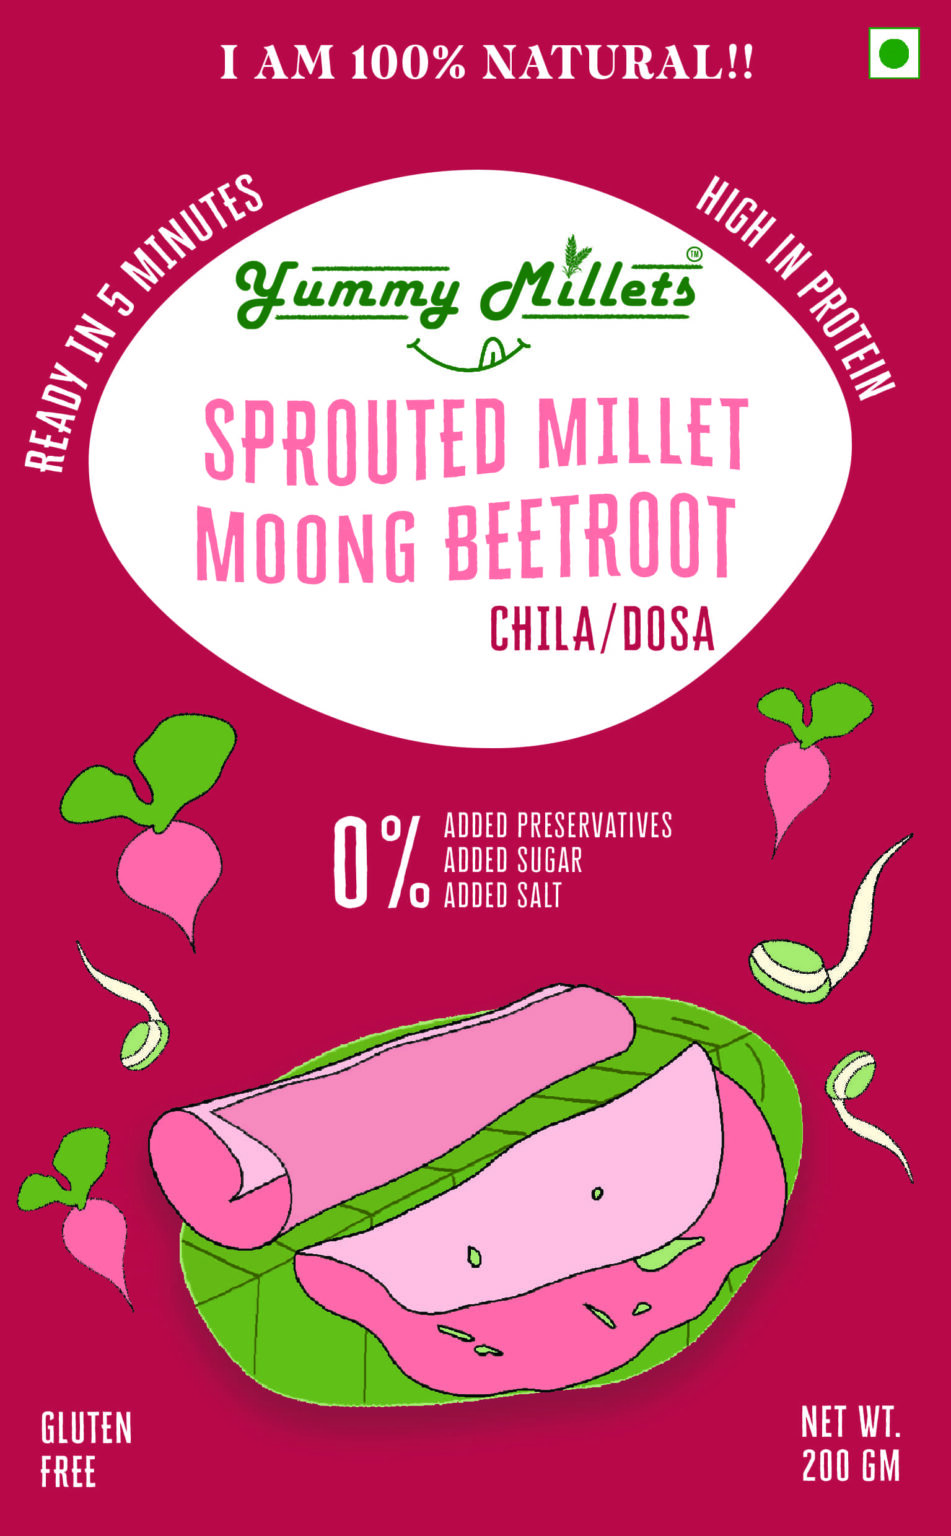 I AM 100% NATURAL!!
READY IN 5 MINUTES
HIGH IN PROTEIN
Yummy Millets TM
SPROUTED MILLET
MOONG BEETROOT
CHILA/DOSA
0%
ADDED PRESERVATIVES
ADDED SUGAR
ADDED SALT
GLUTEN
FREE
NET WT.
200 GM